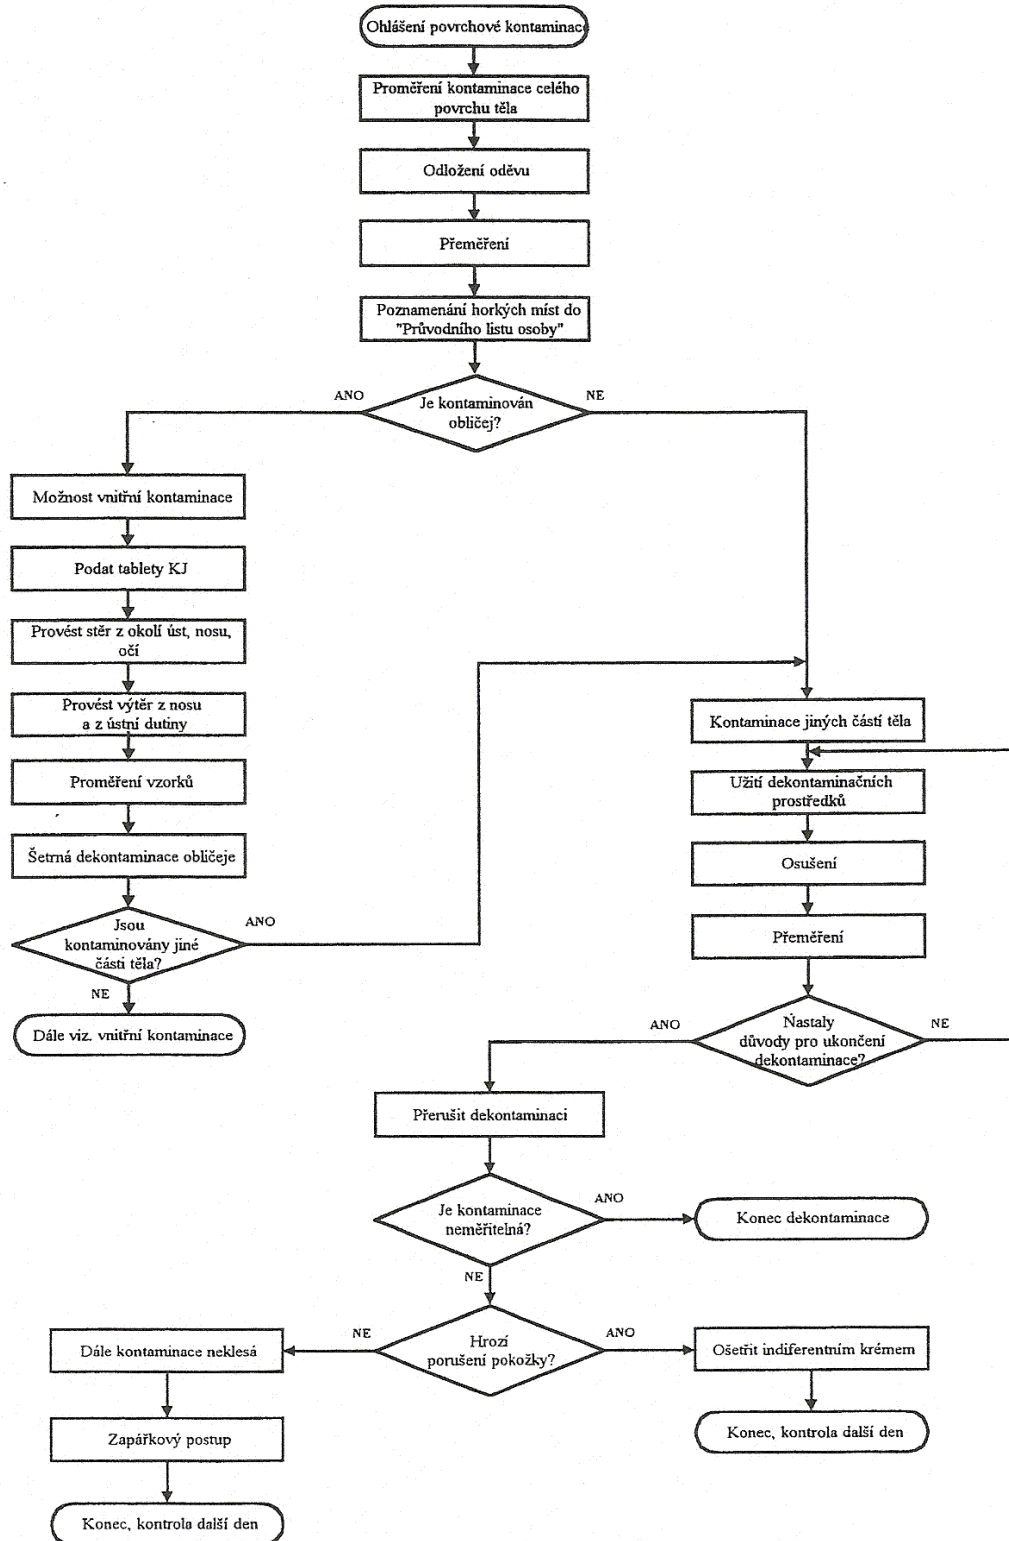 Ohlášení povrchové kontaminace
Proměření kontaminace celého
povrchu těla
Odložení oděvu
Přeměření
Poznamenání horkých míst do
"Průvodního listu osoby"
ANO
Je kontaminován
obličej?
NE
Možnost vnitřní kontaminace
Podat tablety KJ
Provést stěr z okolí úst, nosu,
očí
Provést výtěr z nosu
a z ústní dutiny
Proměření vzorků
Šetrná dekontaminace obličeje
Jsou
kontaminovány jiné
části těla?
ANO
NE
Dále viz. vnitřní kontaminace
Kontaminace jiných částí těla
Užití dekontaminačních
prostředků
Osušení
Přeměření
ANO
Nastaly
důvody pro ukončení
dekontaminace?
NE
Přerušit dekontaminaci
Je kontaminace
neměřitelná?
ANO
Konec dekontaminace
NE
Hrozí
porušení pokožky?
NE
ANO
Dále kontaminace neklesá
Ošetřit indiferentním krémem
Zapářkový postup
Konec, kontrola další den
Konec, kontrola další den